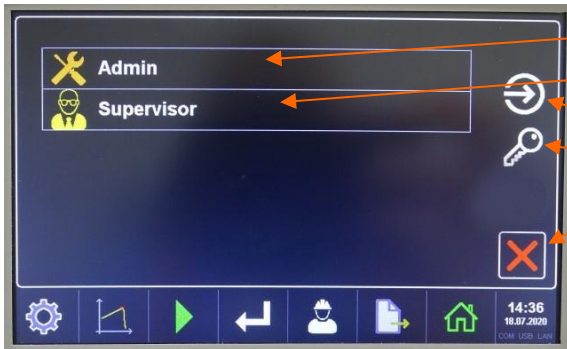 Admin
Supervisor
14:36
18.07.2020
COM USB LAN